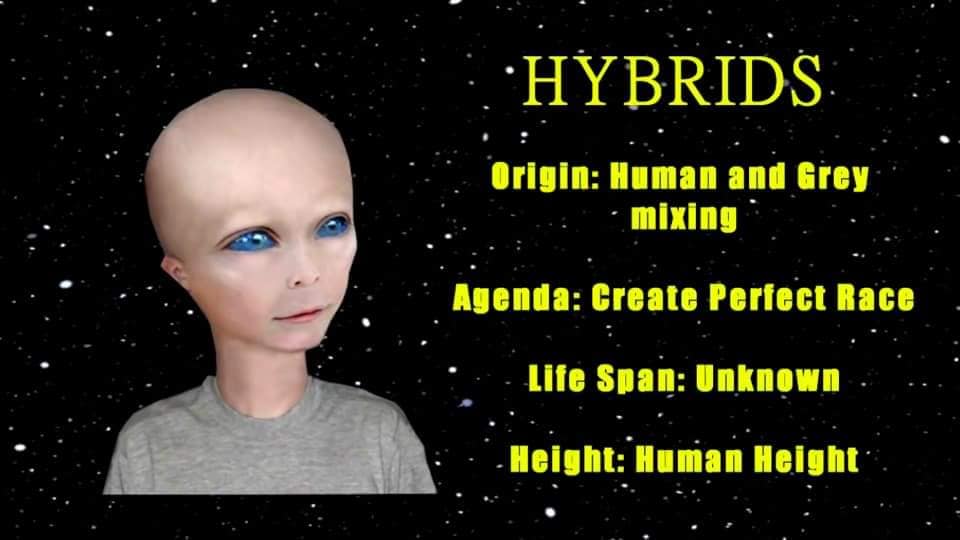 HYBRIDS
Origin: Human and Grey
mixing
Agenda: Create Perfect Race
Life Span: Unknown
Height: Human Height